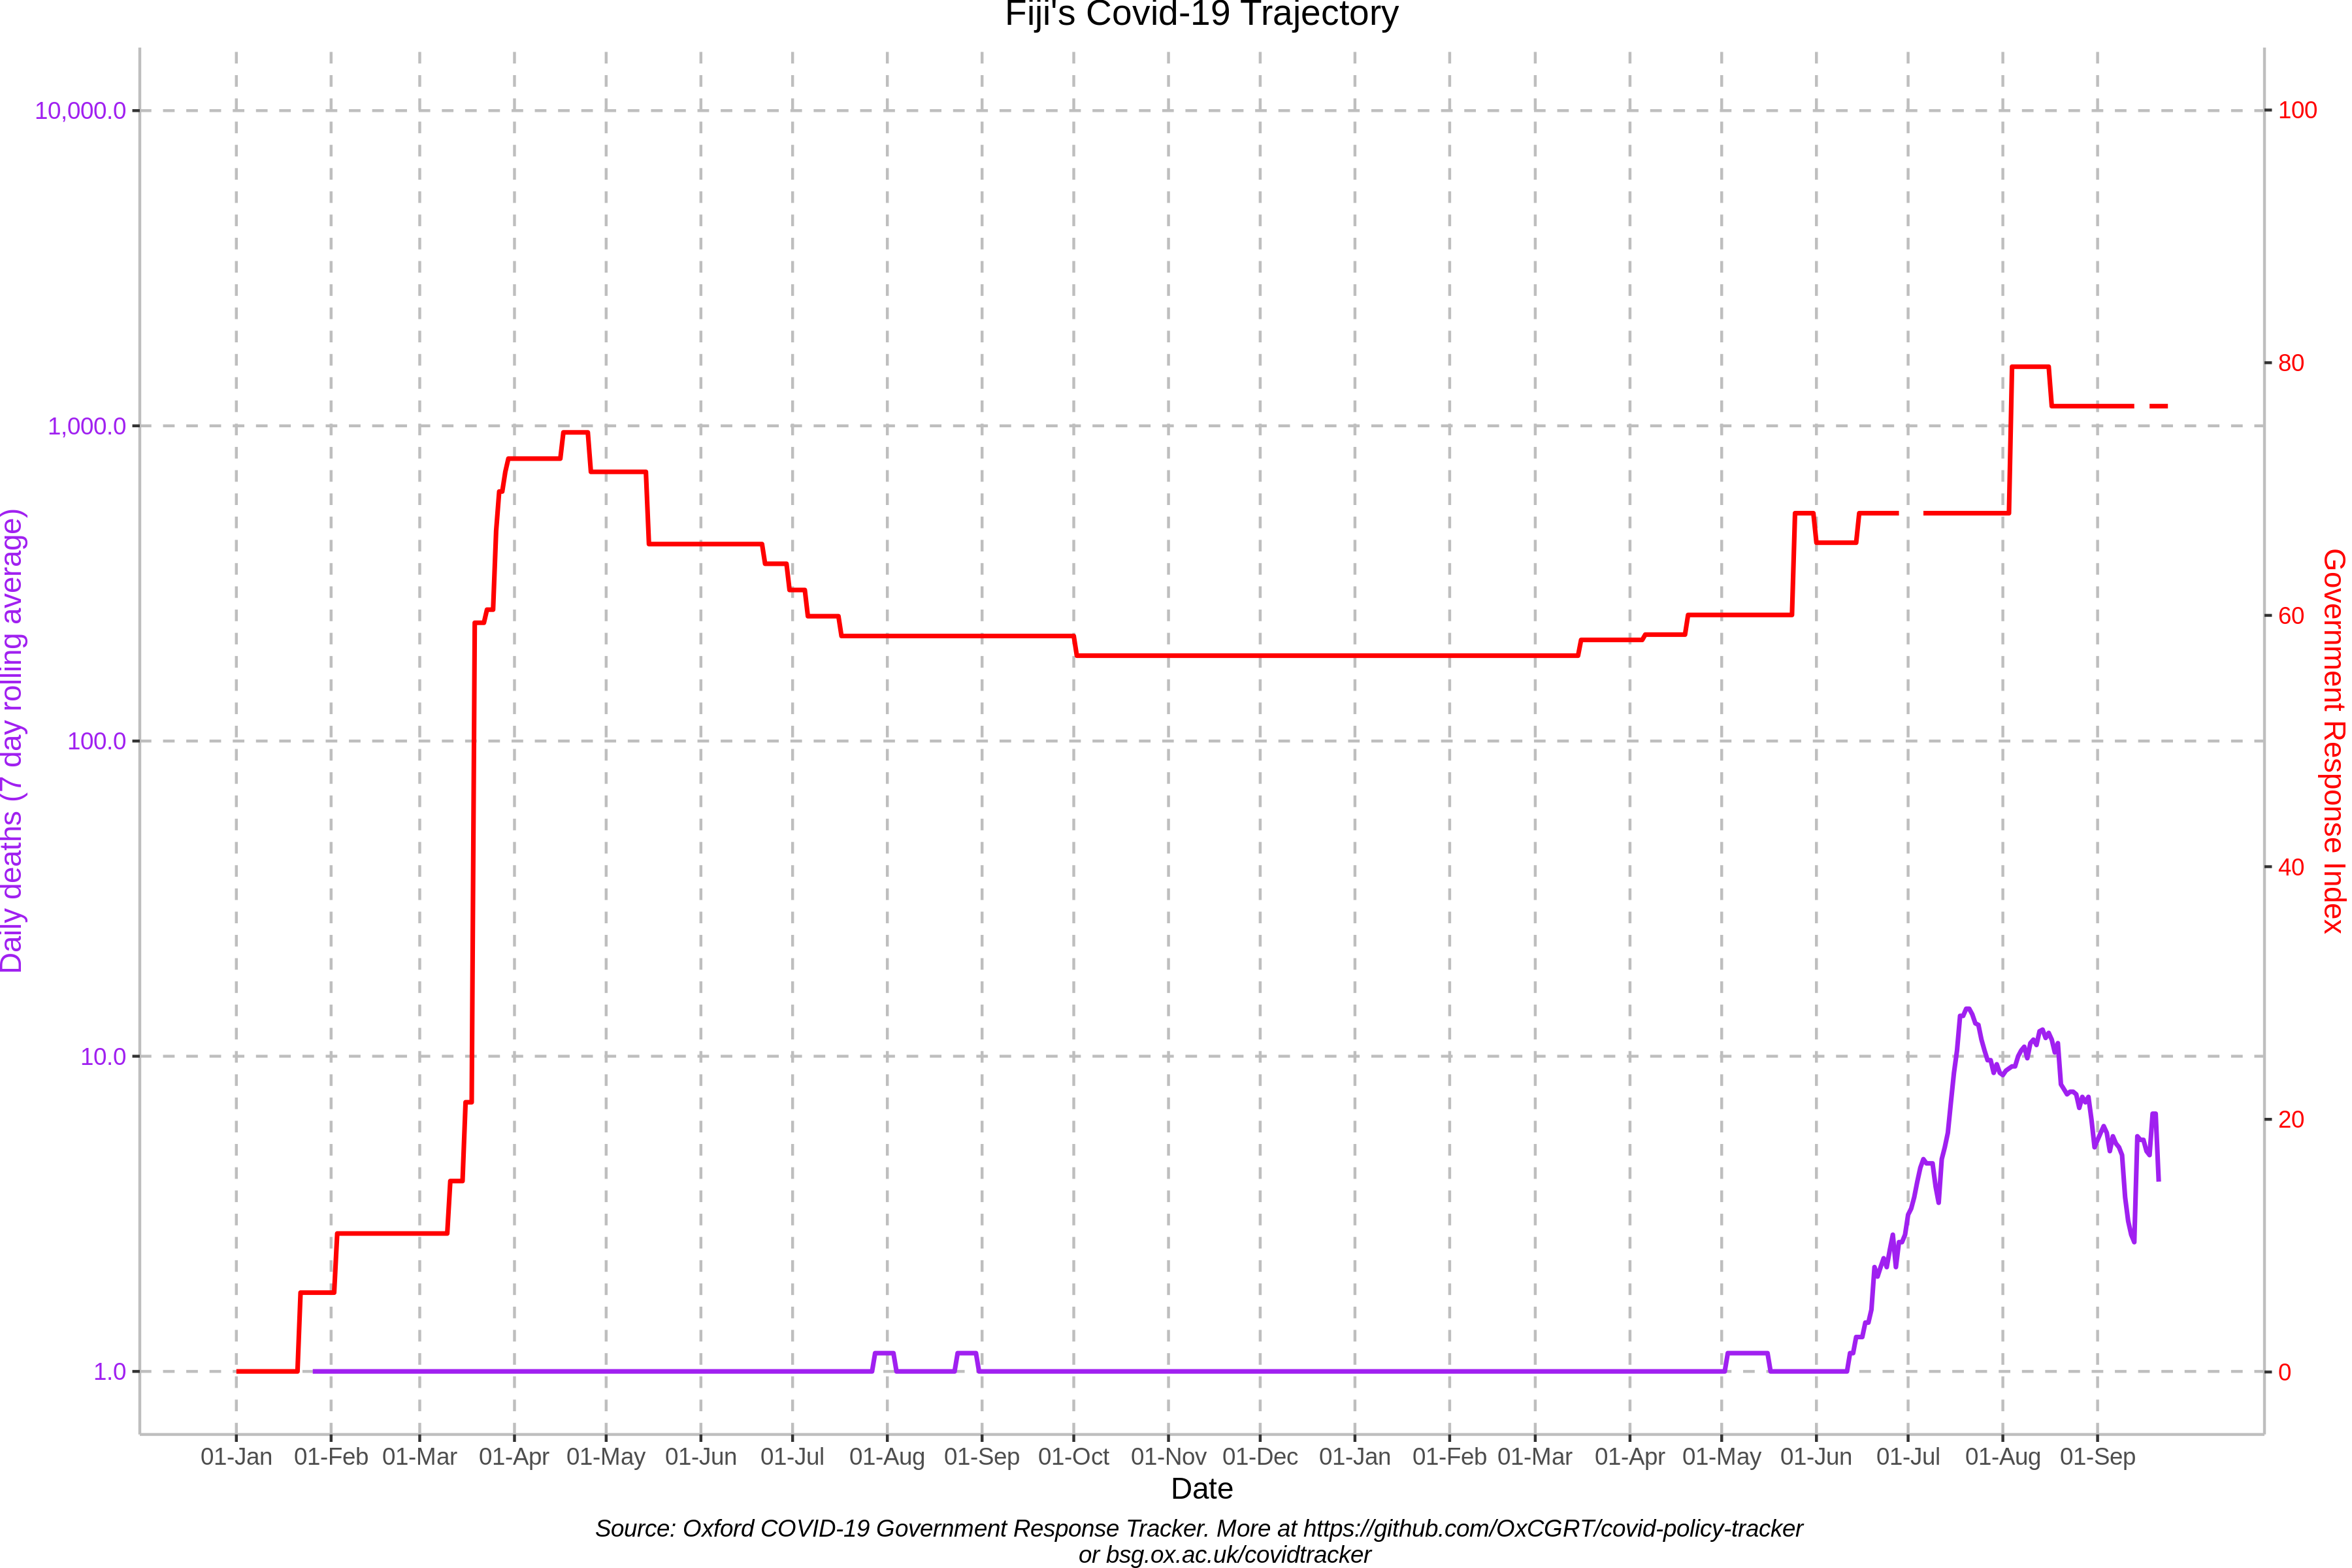 Fiji's Covid-19 Trajectory
10,000.0
1,000.0
100.0
10.0
1.0
Daily deaths (7 day rolling average)
100
80
60
40
20
0
Government Response Index
01-Jan 01-Feb 01-Mar 01-Apr 01-May 01-Jun 01-Jul 01-Aug 01-Sep 01-Oct 01-Nov 01-Dec 01-Jan 01-Feb 01-Mar 01-Apr 01-May 01-Jun 01-Jul 01-Aug 01-Sep
Date
Source: Oxford COVID-19 Government Response Tracker. More at https://github.com/OxCGRT/covid-policy-tracker
or bsg.ox.ac.uk/covidtracker